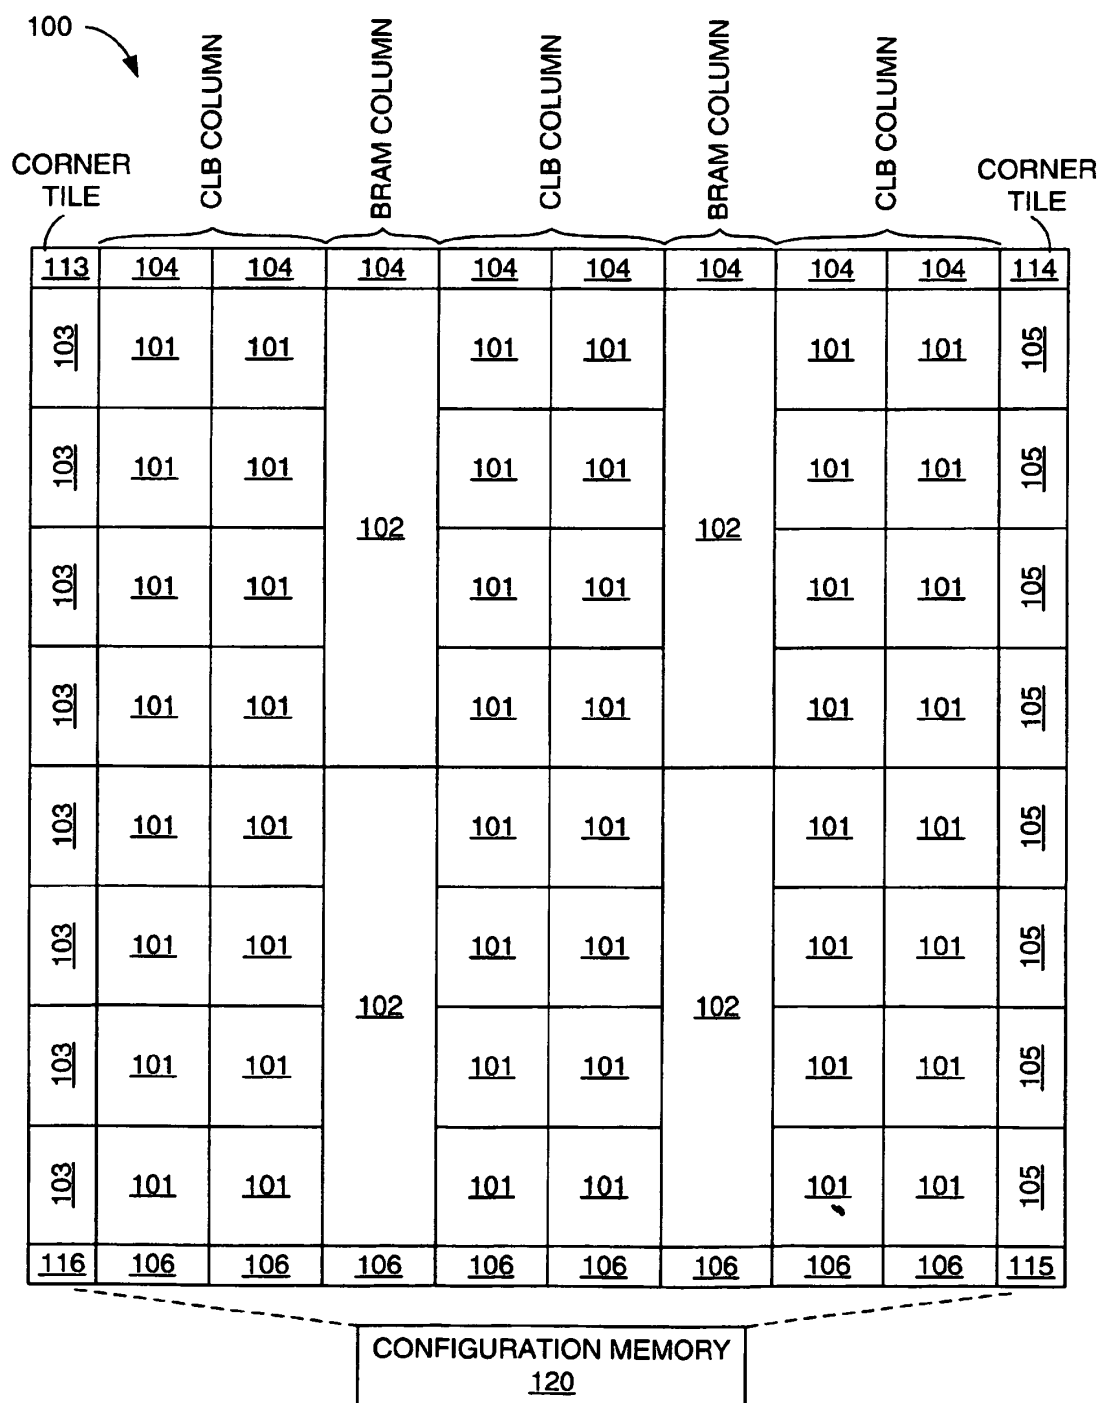 100
CLB COLUMN
BRAM COLUMN
CLB COLUMN
BRAM COLUMN
CLB COLUMN
CORNER
TILE
CORNER
TILE
113 104 104 104 104 104 104 104 104 114
103 101 101 101 101 101 101 105
103 101 101 101 101 101 101 105
102 102
103 101 101 101 101 101 101 105
103 101 101 101 101 101 101 105
103 101 101 101 101 101 101 105
103 101 101 101 101 101 101 105
102 102
103 101 101 101 101 101 101 105
103 101 101 101 101 101 101 105
116 106 106 106 106 106 106 106 106 115
CONFIGURATION MEMORY
120